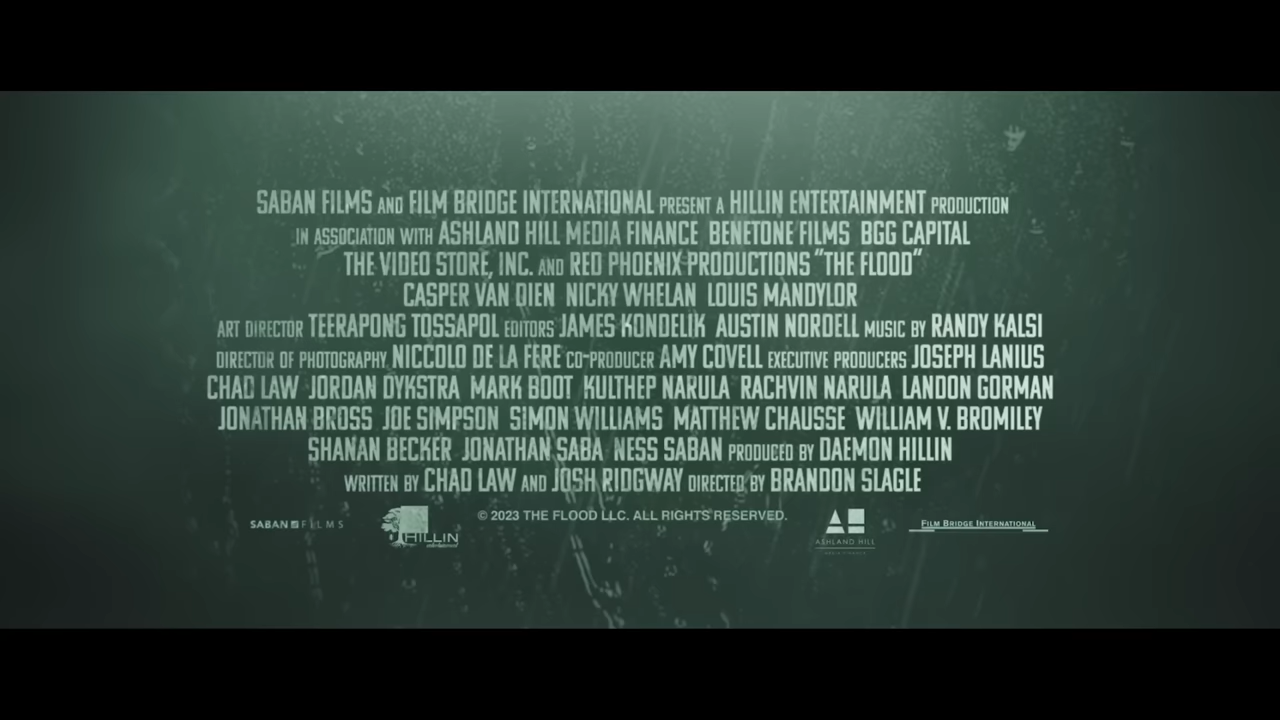 SABAN FILMS AND FILM BRIDGE INTERNATIONAL PRESENT A HILLIN ENTERTAINMENT PRODUCTION
IN ASSOCIATION WITH ASHLAND HILL MEDIA FINANCE BENETONE FILMS BGG CAPITAL
THE VIDEO STORE, INC. AND RED PHOENIX PRODUCTIONS "THE FLOOD"
CASPER VAN DIEN NICKY WHELAN LOUIS MANDYLOR
ART DIRECTOR TEERAPONG TOSSAPOL EDITORS JAMES KONDELIK AUSTIN NORDELL MUSIC BY RANDY KALSI
DIRECTOR OF PHOTOGRAPHY NICCOLO DE LA FERE CO-PRODUCER AMY COVELL EXECUTIVE PRODUCERS JOSEPH LANIUS
CHAD LAW JORDAN DYKSTRA MARK BOOT KULTHEP NARULA RACHVIN NARULA LANDON GORMAN
JONATHAN BROSS JOE SIMPSON SIMON WILLIAMS MATTHEW CHAUSSE WILLIAM V. BROMILEY
SHANAN BECKER JONATHAN SABA NESS SABAN PRODUCED BY DAEMON HILLIN
WRITTEN BY CHAD LAW AND JOSH RIDGWAY DIRECTED BY BRANDON SLAGLE
© 2023 THE FLOOD LLC. ALL RIGHTS RESERVED.
SABAN FILMS
HILLIN
entertainment
ASHLAND HILL
FILM BRIDGE INTERNATIONAL